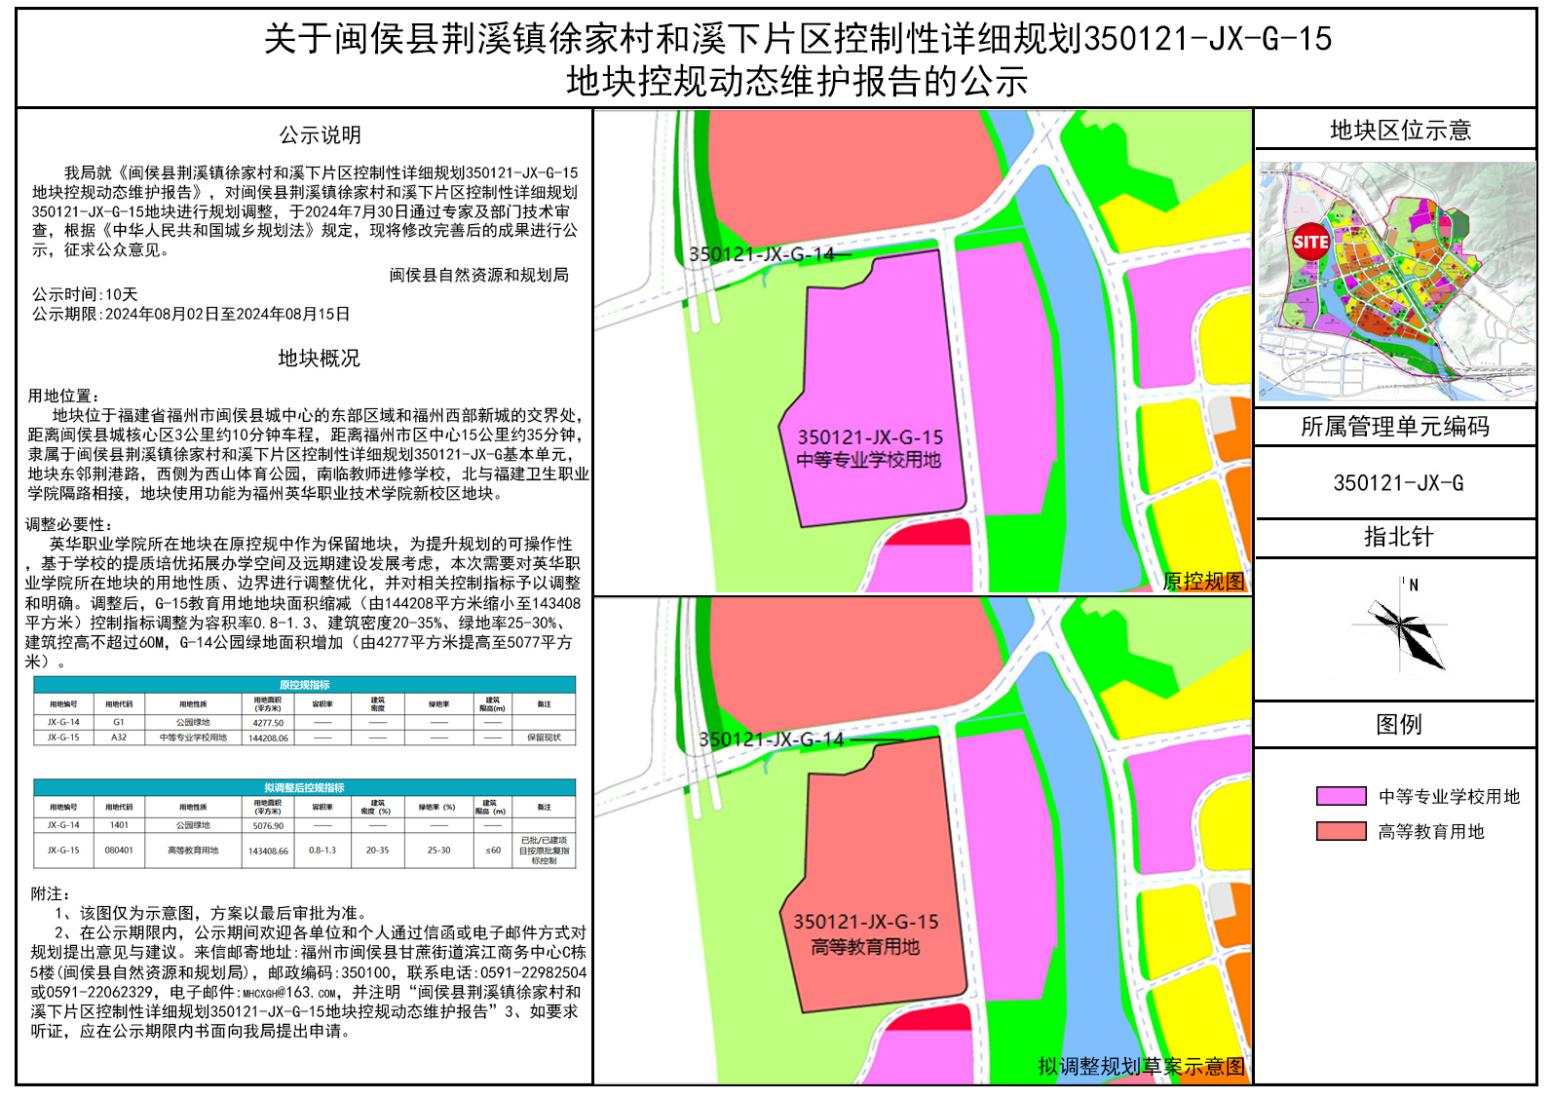 关于闽侯县荆溪镇徐家村和溪下片区控制性详细规划350121-JX-G-15
地块控规动态维护报告的公示
公示说明
我局就《闽侯县荆溪镇徐家村和溪下片区控制性详细规划350121-JX-G-15
地块控规动态维护报告》，对闽侯县荆溪镇徐家村和溪下片区控制性详细规划
350121-JX-G-15地块进行规划调整，于2024年7月30日通过专家及部门技术审
查，根据《中华人民共和国城乡规划法》规定，现将修改完善后的成果进行公
示，征求公众意见。
闽侯县自然资源和规划局
公示时间:10天
公示期限:2024年08月02日至2024年08月15日
地块概况
用地位置：
地块位于福建省福州市闽侯县城中心的东部区域和福州西部新城的交界处，
距离闽侯县城核心区3公里约10分钟车程，距离福州市区中心15公里约35分钟，
隶属于闽侯县荆溪镇徐家村和溪下片区控制性详细规划350121-JX-G基本单元，
地块东邻荆港路，西侧为西山体育公园，南临教师进修学校，北与福建卫生职业
学院隔路相接，地块使用功能为福州英华职业技术学院新校区地块。
调整必要性：
英华职业学院所在地块在原控规中作为保留地块，为提升规划的可操作性
，基于学校的提质培优拓展办学空间及远期建设发展考虑，本次需要对英华职
业学院所在地块的用地性质、边界进行调整优化，并对相关控制指标予以调整
和明确。调整后，G-15教育用地地块面积缩减（由144208平方米缩小至143408
平方米）控制指标调整为容积率0.8-1.3、建筑密度20-35%、绿地率25-30%、
建筑控高不超过60M，G-14公园绿地面积增加（由4277平方米提高至5077平方
米）。
原控规指标
用地编号 用地代码 用地性质 用地面积（平方米） 容积率 建筑密度 绿地率 建筑限高(m) 备注
JX-G-14 G1 公园绿地 4277.50 —— —— —— ——
JX-G-15 A32 中等专业学校用地 144208.06 —— —— —— —— 保留现状
拟调整后控规指标
用地编号 用地代码 用地性质 用地面积（平方米） 容积率 建筑密度（%） 绿地率（%） 建筑限高（m） 备注
JX-G-14 1401 公园绿地 5076.90 —— —— —— ——
JX-G-15 080401 高等教育用地 143408.66 0.8-1.3 20-35 25-30 ≤60 已批/已建项目按原批复指标控制
附注：
1、该图仅为示意图，方案以最后审批为准。
2、在公示期限内，公示期间欢迎各单位和个人通过信函或电子邮件方式对
规划提出意见与建议。来信邮寄地址:福州市闽侯县甘蔗街道滨江商务中心C栋
5楼(闽侯县自然资源和规划局)，邮政编码:350100，联系电话:0591-22982504
或0591-22062329，电子邮件:MHCXGH@163.COM，并注明“闽侯县荆溪镇徐家村和
溪下片区控制性详细规划350121-JX-G-15地块控规动态维护报告”3、如要求
听证，应在公示期限内书面向我局提出申请。
350121-JX-G-14
350121-JX-G-15
中等专业学校用地
原控规图
350121-JX-G-14
350121-JX-G-15
高等教育用地
拟调整规划草案示意图
地块区位示意
SITE
所属管理单元编码
350121-JX-G
指北针
N
图例
中等专业学校用地
高等教育用地